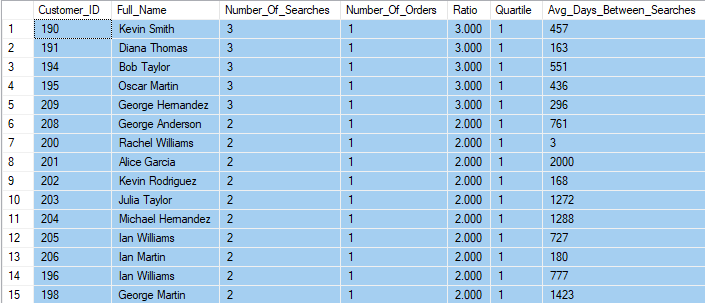 Customer_ID Full_Name Number_Of_Searches Number_Of_Orders Ratio Quartile Avg_Days_Between_Searches
1 190 Kevin Smith 3 1 3.000 1 457
2 191 Diana Thomas 3 1 3.000 1 163
3 194 Bob Taylor 3 1 3.000 1 551
4 195 Oscar Martin 3 1 3.000 1 436
5 209 George Hernandez 3 1 3.000 1 296
6 208 George Anderson 2 1 2.000 1 761
7 200 Rachel Williams 2 1 2.000 1 3
8 201 Alice Garcia 2 1 2.000 1 2000
9 202 Kevin Rodriguez 2 1 2.000 1 168
10 203 Julia Taylor 2 1 2.000 1 1272
11 204 Michael Hernandez 2 1 2.000 1 1288
12 205 Ian Williams 2 1 2.000 1 727
13 206 Ian Martin 2 1 2.000 1 180
14 196 Ian Williams 2 1 2.000 1 777
15 198 George Martin 2 1 2.000 1 1423